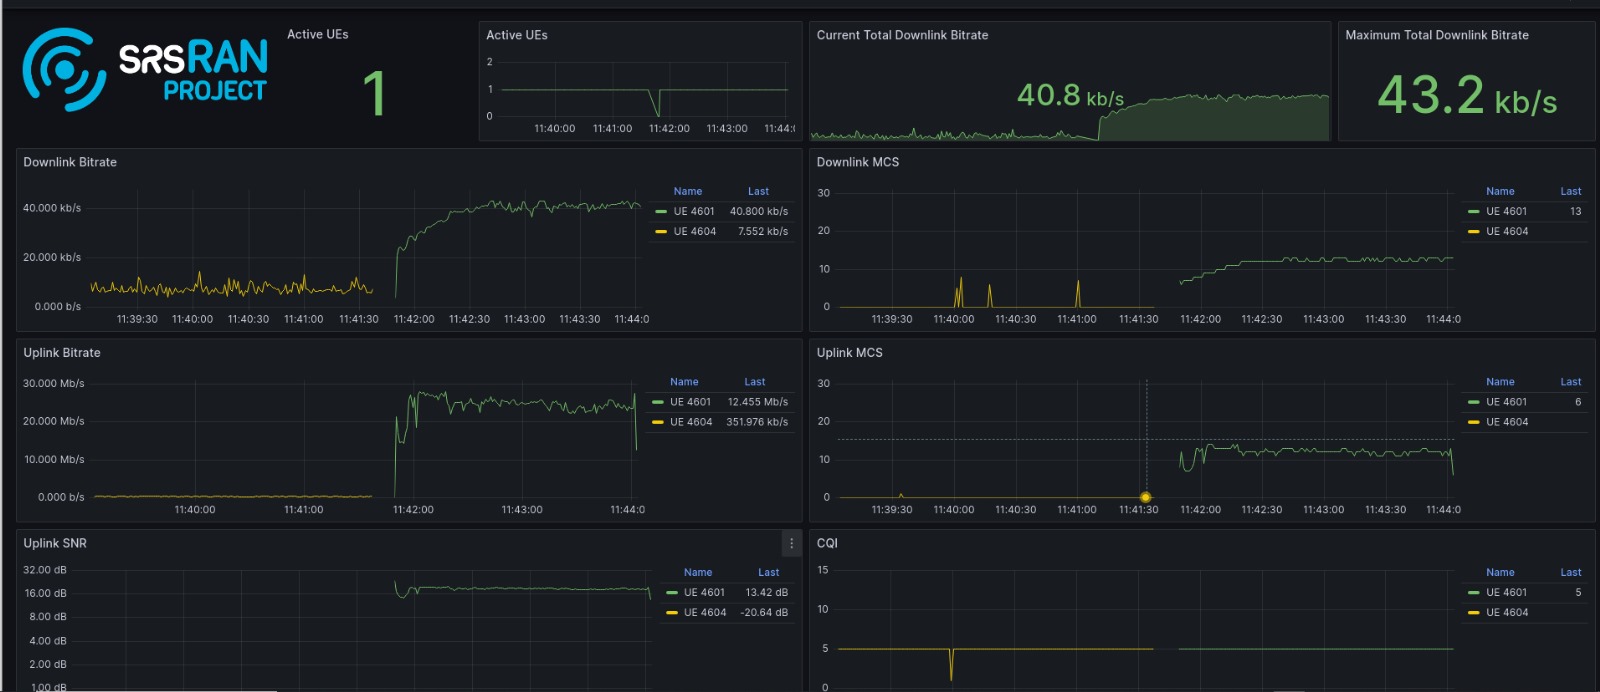 srsRAN
PROJECT
Active UEs
1
Active UEs
2
1
0
11:40:00 11:41:00 11:42:00 11:43:00 11:44:
Current Total Downlink Bitrate
40.8 kb/s
Maximum Total Downlink Bitrate
43.2 kb/s
Downlink Bitrate
40.000 kb/s
20.000 kb/s
0.000 b/s
11:39:30 11:40:00 11:40:30 11:41:00 11:41:30 11:42:00 11:42:30 11:43:00 11:43:30 11:44:0
Name Last
UE 4601 40.800 kb/s
UE 4604 7.552 kb/s
Downlink MCS
30
20
10
0
11:39:30 11:40:00 11:40:30 11:41:00 11:41:30 11:42:00 11:42:30 11:43:00 11:43:30 11:44:0
Name Last
UE 4601 13
UE 4604
Uplink Bitrate
30.000 Mb/s
20.000 Mb/s
10.000 Mb/s
0.000 b/s
11:40:00 11:41:00 11:42:00 11:43:00 11:44:0
Name Last
UE 4601 12.455 Mb/s
UE 4604 351.976 kb/s
Uplink MCS
30
20
10
0
11:39:30 11:40:00 11:40:30 11:41:00 11:41:30 11:42:00 11:42:30 11:43:00 11:43:30 11:44:0
Name Last
UE 4601 6
UE 4604
Uplink SNR
32.00 dB
16.00 dB
8.00 dB
4.00 dB
2.00 dB
1.00 dB
Name Last
UE 4601 13.42 dB
UE 4604 -20.64 dB
CQI
15
10
5
0
Name Last
UE 4601 5
UE 4604